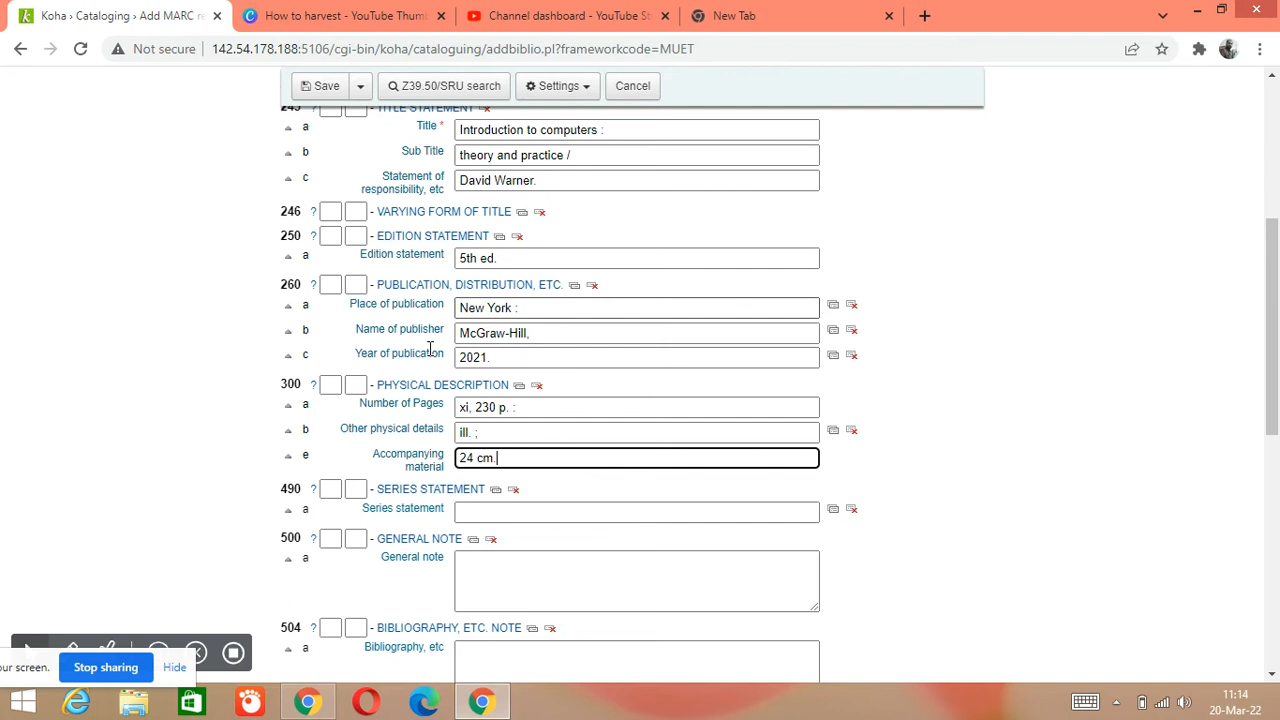 Koha › Cataloging › Add MARC re
How to harvest - YouTube Thum
Channel dashboard - YouTube St
New Tab
Not secure
142.54.178.188:5106/cgi-bin/koha/cataloguing/addbiblio.pl?frameworkcode=MUET
Save
Z39.50/SRU search
Settings
Cancel
245 ? - TITLE STATEMENT
a Title * Introduction to computers :
b Sub Title theory and practice /
c Statement of responsibility, etc David Warner.
246 ? - VARYING FORM OF TITLE
250 ? - EDITION STATEMENT
a Edition statement 5th ed.
260 ? - PUBLICATION, DISTRIBUTION, ETC.
a Place of publication New York :
b Name of publisher McGraw-Hill,
c Year of publication 2021.
300 ? - PHYSICAL DESCRIPTION
a Number of Pages xi, 230 p. :
b Other physical details ill. ;
e Accompanying material 24 cm.
490 ? - SERIES STATEMENT
a Series statement
500 ? - GENERAL NOTE
a General note
504 ? - BIBLIOGRAPHY, ETC. NOTE
a Bibliography, etc
our screen.
Stop sharing
Hide
11:14
20-Mar-22